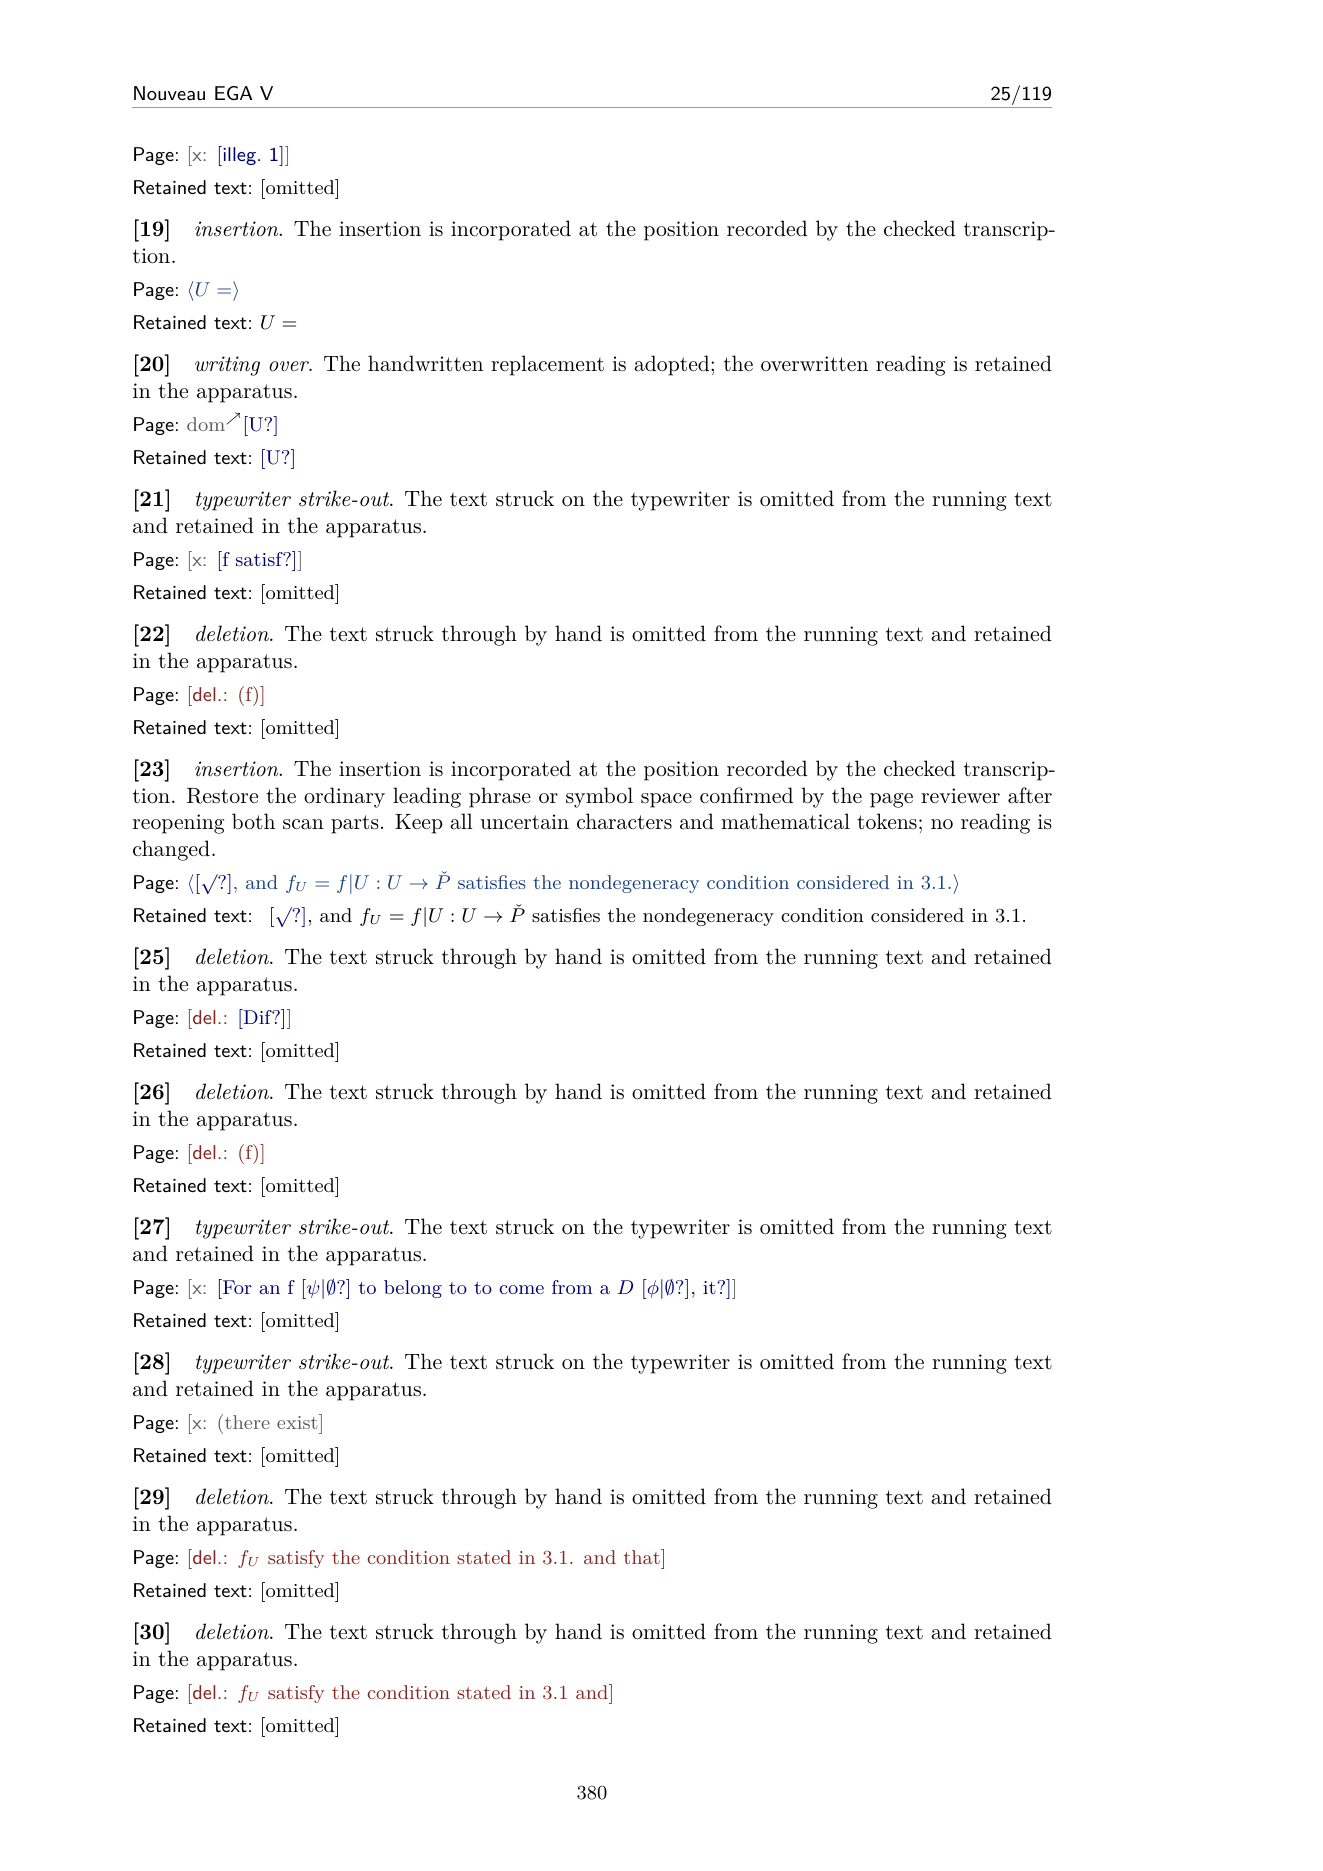 Nouveau EGA V 25/119
Page: [x: [illeg. 1]]
Retained text: [omitted]
[19] insertion. The insertion is incorporated at the position recorded by the checked transcrip-
tion.
Page: ⟨U =⟩
Retained text: U =
[20] writing over. The handwritten replacement is adopted; the overwritten reading is retained
in the apparatus.
Page: dom↗[U?]
Retained text: [U?]
[21] typewriter strike-out. The text struck on the typewriter is omitted from the running text
and retained in the apparatus.
Page: [x: [f satisf?]]
Retained text: [omitted]
[22] deletion. The text struck through by hand is omitted from the running text and retained
in the apparatus.
Page: [del.: (f)]
Retained text: [omitted]
[23] insertion. The insertion is incorporated at the position recorded by the checked transcrip-
tion. Restore the ordinary leading phrase or symbol space confirmed by the page reviewer after
reopening both scan parts. Keep all uncertain characters and mathematical tokens; no reading is
changed.
Page: ⟨[√?], and f_U = f|U : U → P̌ satisfies the nondegeneracy condition considered in 3.1.⟩
Retained text: [√?], and f_U = f|U : U → P̌ satisfies the nondegeneracy condition considered in 3.1.
[25] deletion. The text struck through by hand is omitted from the running text and retained
in the apparatus.
Page: [del.: [Dif?]]
Retained text: [omitted]
[26] deletion. The text struck through by hand is omitted from the running text and retained
in the apparatus.
Page: [del.: (f)]
Retained text: [omitted]
[27] typewriter strike-out. The text struck on the typewriter is omitted from the running text
and retained in the apparatus.
Page: [x: [For an f [ψ|∅?] to belong to to come from a D [ϕ|∅?], it?]]
Retained text: [omitted]
[28] typewriter strike-out. The text struck on the typewriter is omitted from the running text
and retained in the apparatus.
Page: [x: (there exist]
Retained text: [omitted]
[29] deletion. The text struck through by hand is omitted from the running text and retained
in the apparatus.
Page: [del.: f_U satisfy the condition stated in 3.1. and that]
Retained text: [omitted]
[30] deletion. The text struck through by hand is omitted from the running text and retained
in the apparatus.
Page: [del.: f_U satisfy the condition stated in 3.1 and]
Retained text: [omitted]
380